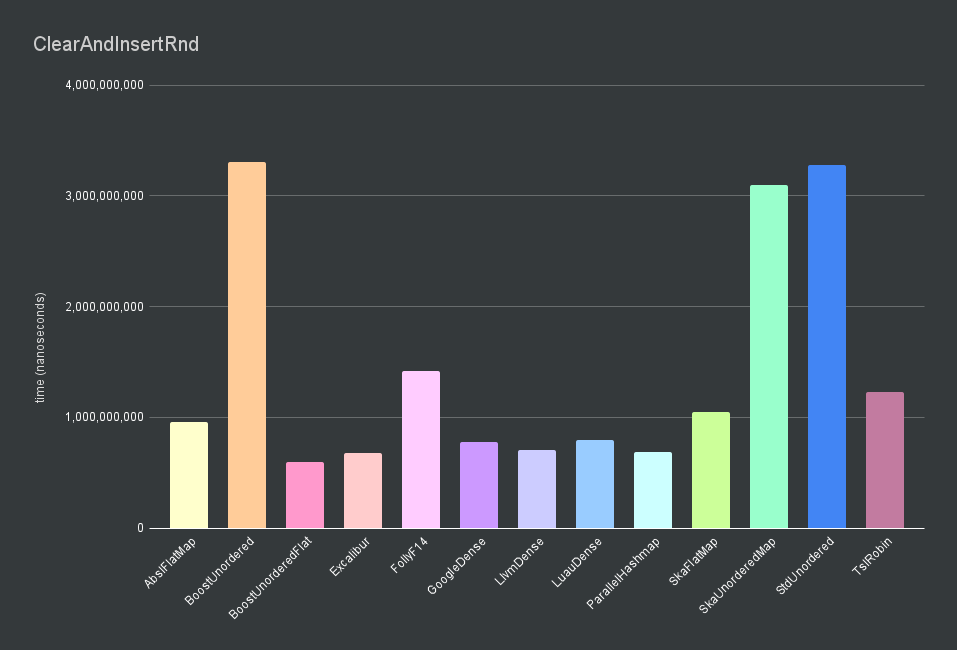 ClearAndInsertRnd
4,000,000,000
3,000,000,000
2,000,000,000
1,000,000,000
0
time (nanoseconds)
AbslFlatMap
BoostUnordered
BoostUnorderedFlat
Excalibur
FollyF14
GoogleDense
LlvmDense
LuauDense
ParallelHashmap
SkaFlatMap
SkaUnorderedMap
StdUnordered
TslRobin